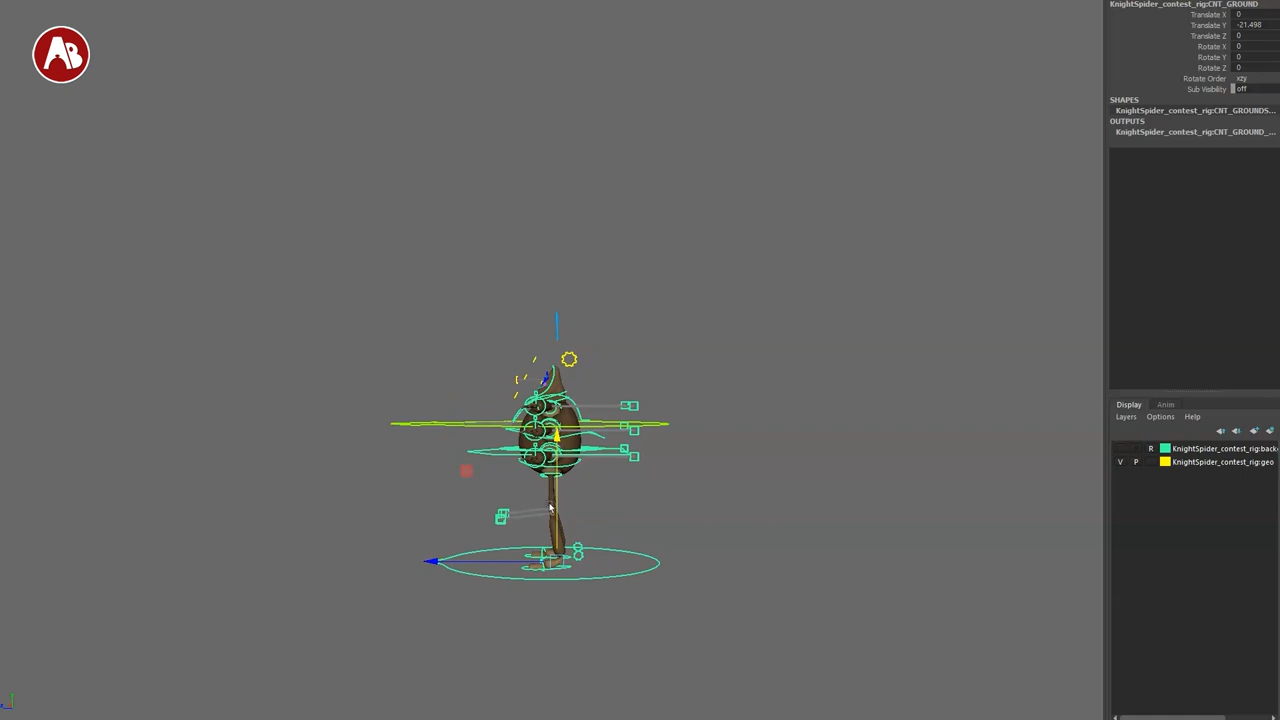 AB
KnightSpider_contest_rig:CNT_GROUND
Translate X 0
Translate Y -21.498
Translate Z 0
Rotate X 0
Rotate Y 0
Rotate Z 0
Rotate Order xzy
Sub Visibility off
SHAPES
KnightSpider_contest_rig:CNT_GROUNDS...
OUTPUTS
KnightSpider_contest_rig:CNT_GROUND_...
Display Anim
Layers Options Help
R KnightSpider_contest_rig:back
V P KnightSpider_contest_rig:geo